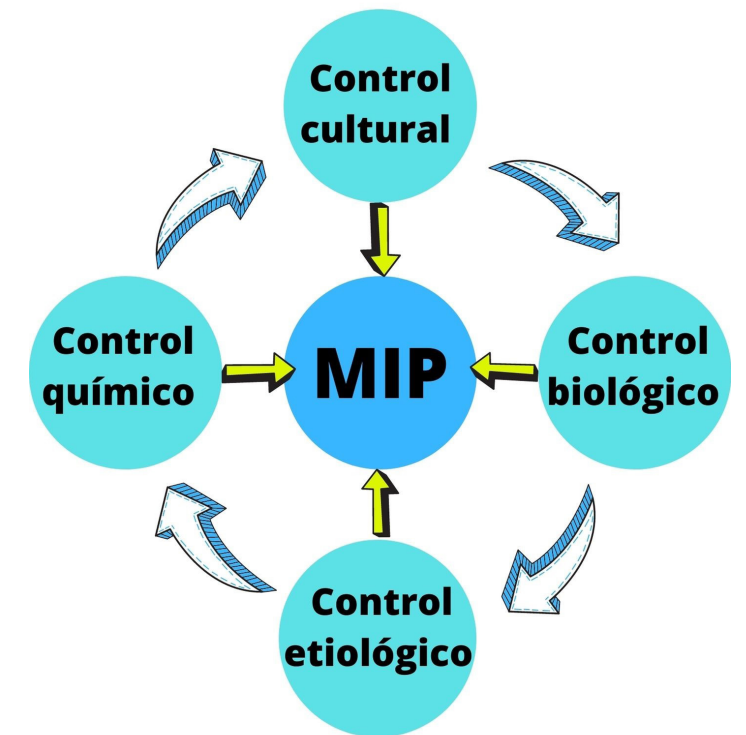 Control
cultural
Control
químico
MIP
Control
biológico
Control
etiológico